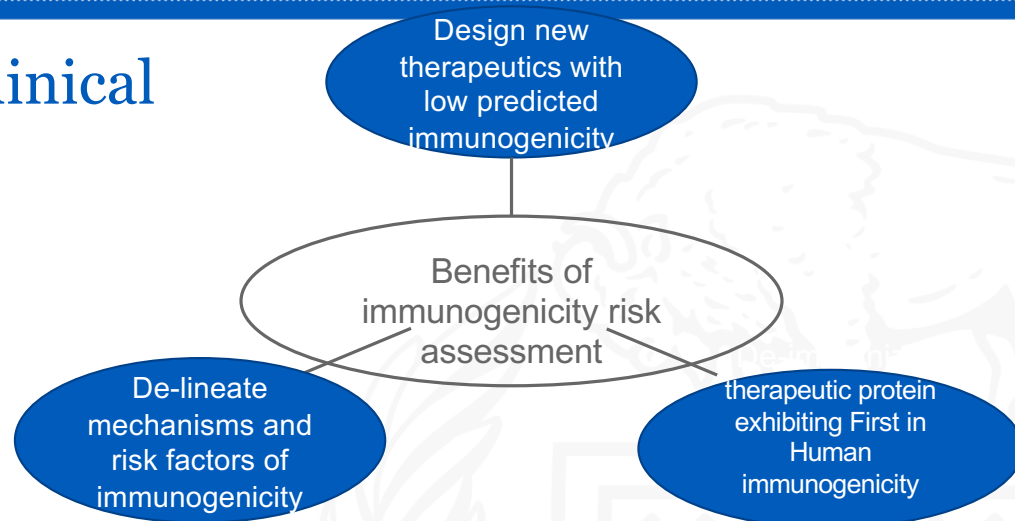 linical
Design new
therapeutics with
low predicted
immunogenicity
Benefits of
immunogenicity risk
assessment
De-lineate
mechanisms and
risk factors of
immunogenicity
therapeutic protein
exhibiting First in
Human
immunogenicity